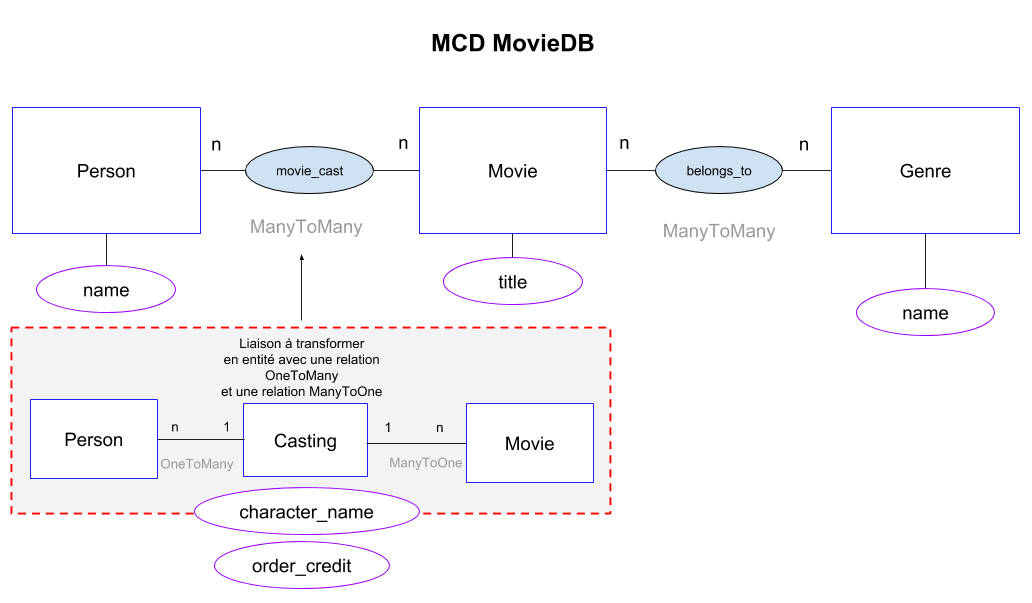 MCD MovieDB
Person
n
movie_cast
n
Movie
n
belongs_to
n
Genre
ManyToMany
ManyToMany
name
title
name
Liaison à transformer
en entité avec une relation
OneToMany
et une relation ManyToOne
Person
n
1
Casting
1
n
Movie
OneToMany
ManyToOne
character_name
order_credit